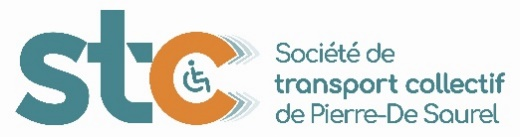 stc
Société de
transport collectif
de Pierre-De Saurel